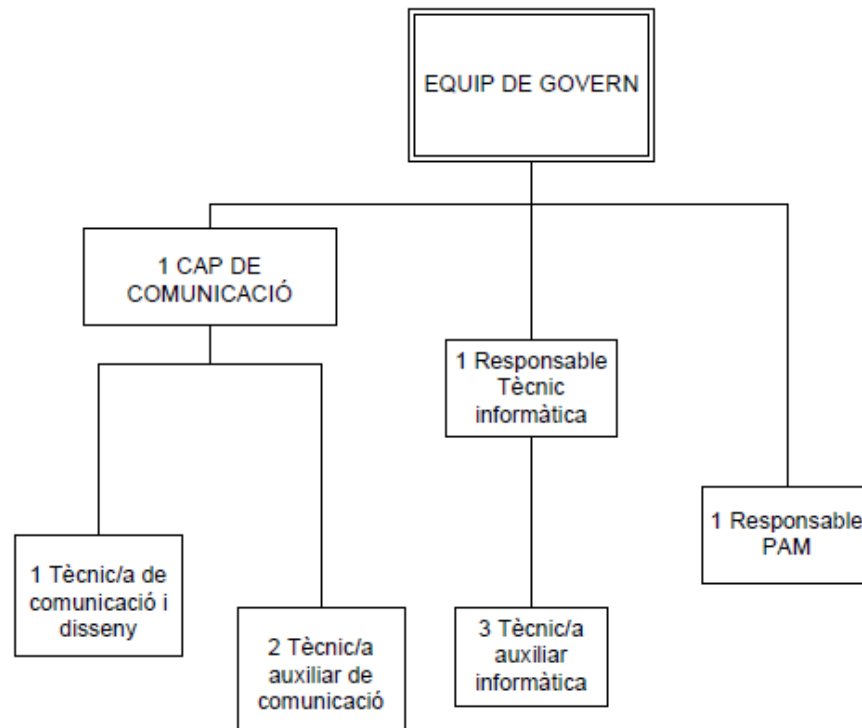 EQUIP DE GOVERN
1 CAP DE
COMUNICACIÓ
1 Responsable
Tècnic
informàtica
1 Responsable
PAM
1 Tècnic/a de
comunicació i
disseny
2 Tècnic/a
auxiliar de
comunicació
3 Tècnic/a
auxiliar
informàtica